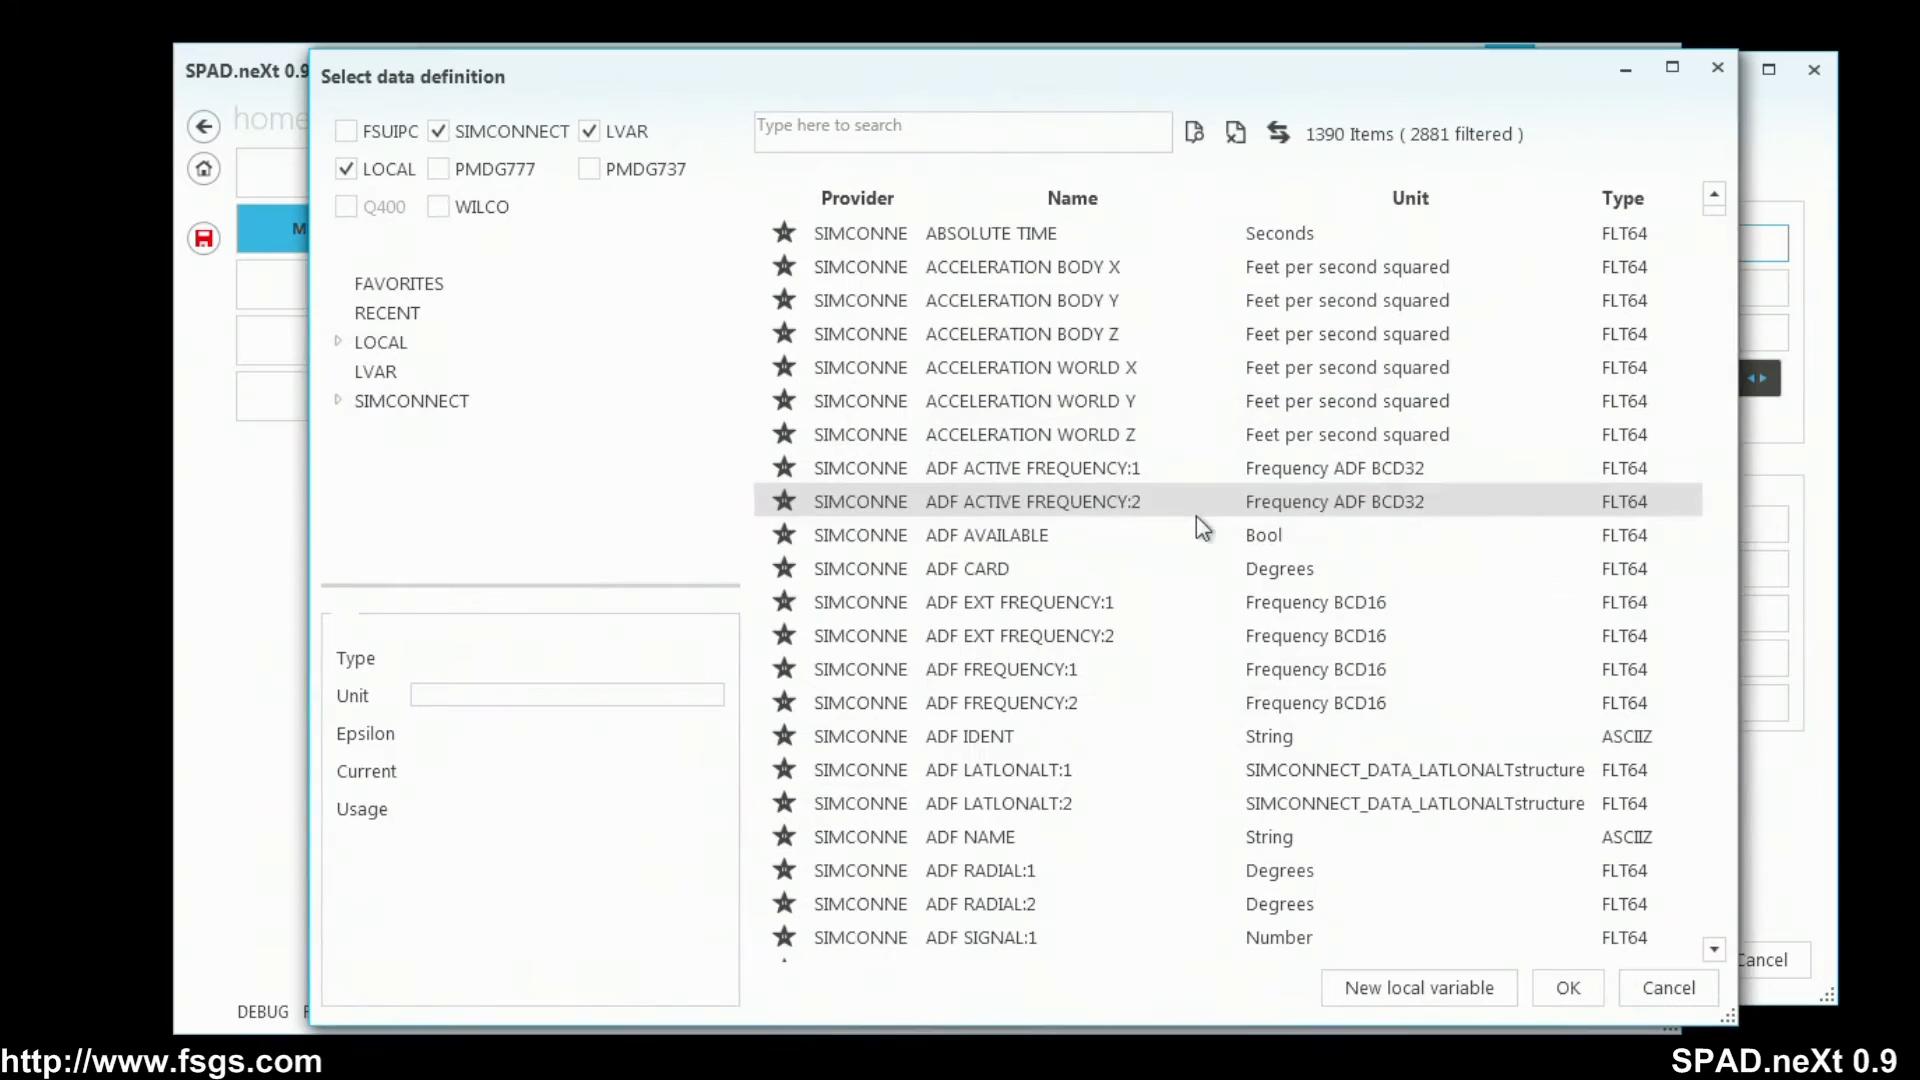 SPAD.neXt 0.9
Select data definition
home
FSUIPC SIMCONNECT LVAR
LOCAL PMDG777 PMDG737
Q400 WILCO
M
Type here to search
1390 Items ( 2881 filtered )
FAVORITES
RECENT
LOCAL
LVAR
SIMCONNECT
Type
Unit
Epsilon
Current
Usage
Provider Name Unit Type
SIMCONNE ABSOLUTE TIME Seconds FLT64
SIMCONNE ACCELERATION BODY X Feet per second squared FLT64
SIMCONNE ACCELERATION BODY Y Feet per second squared FLT64
SIMCONNE ACCELERATION BODY Z Feet per second squared FLT64
SIMCONNE ACCELERATION WORLD X Feet per second squared FLT64
SIMCONNE ACCELERATION WORLD Y Feet per second squared FLT64
SIMCONNE ACCELERATION WORLD Z Feet per second squared FLT64
SIMCONNE ADF ACTIVE FREQUENCY:1 Frequency ADF BCD32 FLT64
SIMCONNE ADF ACTIVE FREQUENCY:2 Frequency ADF BCD32 FLT64
SIMCONNE ADF AVAILABLE Bool FLT64
SIMCONNE ADF CARD Degrees FLT64
SIMCONNE ADF EXT FREQUENCY:1 Frequency BCD16 FLT64
SIMCONNE ADF EXT FREQUENCY:2 Frequency BCD16 FLT64
SIMCONNE ADF FREQUENCY:1 Frequency BCD16 FLT64
SIMCONNE ADF FREQUENCY:2 Frequency BCD16 FLT64
SIMCONNE ADF IDENT String ASCIIZ
SIMCONNE ADF LATLONALT:1 SIMCONNECT_DATA_LATLONALTstructure FLT64
SIMCONNE ADF LATLONALT:2 SIMCONNECT_DATA_LATLONALTstructure FLT64
SIMCONNE ADF NAME String ASCIIZ
SIMCONNE ADF RADIAL:1 Degrees FLT64
SIMCONNE ADF RADIAL:2 Degrees FLT64
SIMCONNE ADF SIGNAL:1 Number FLT64
New local variable OK Cancel
Cancel
DEBUG
http://www.fsgs.com
SPAD.neXt 0.9